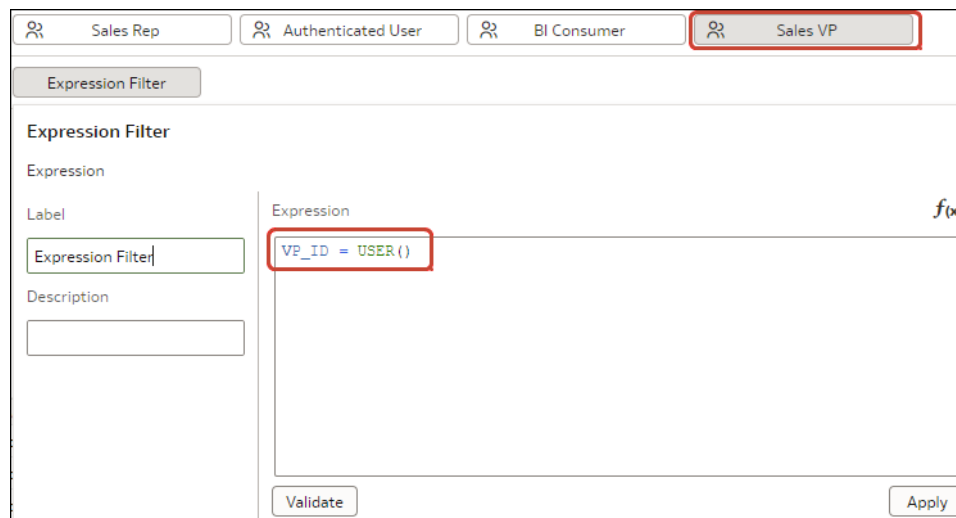 Sales Rep Authenticated User BI Consumer Sales VP
Expression Filter
Expression Filter
Expression
Label
Expression Filter
Description
Expression
VP_ID = USER()
Validate
Apply